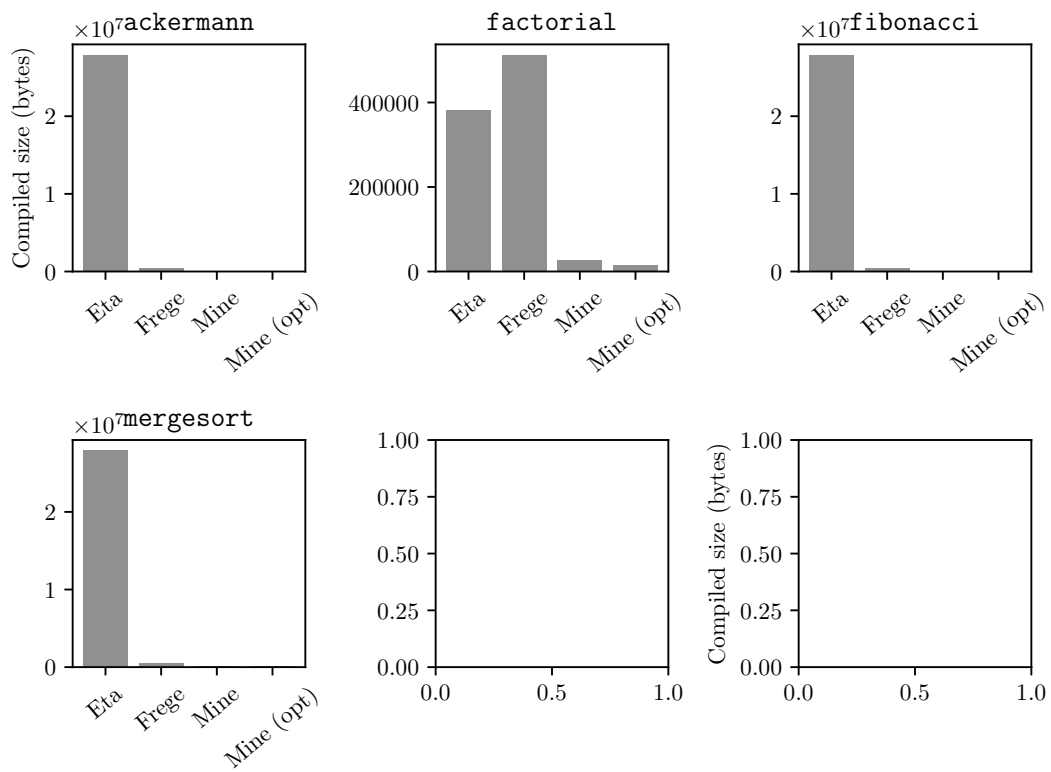 ×10⁷ackermann
Compiled size (bytes)
2
1
0
Eta
Frege
Mine
Mine (opt)
factorial
400000
200000
0
Eta
Frege
Mine
Mine (opt)
×10⁷fibonacci
2
1
0
Eta
Frege
Mine
Mine (opt)
×10⁷mergesort
2
1
0
Eta
Frege
Mine
Mine (opt)
1.00
0.75
0.50
0.25
0.00
0.0 0.5 1.0
Compiled size (bytes)
1.00
0.75
0.50
0.25
0.00
0.0 0.5 1.0